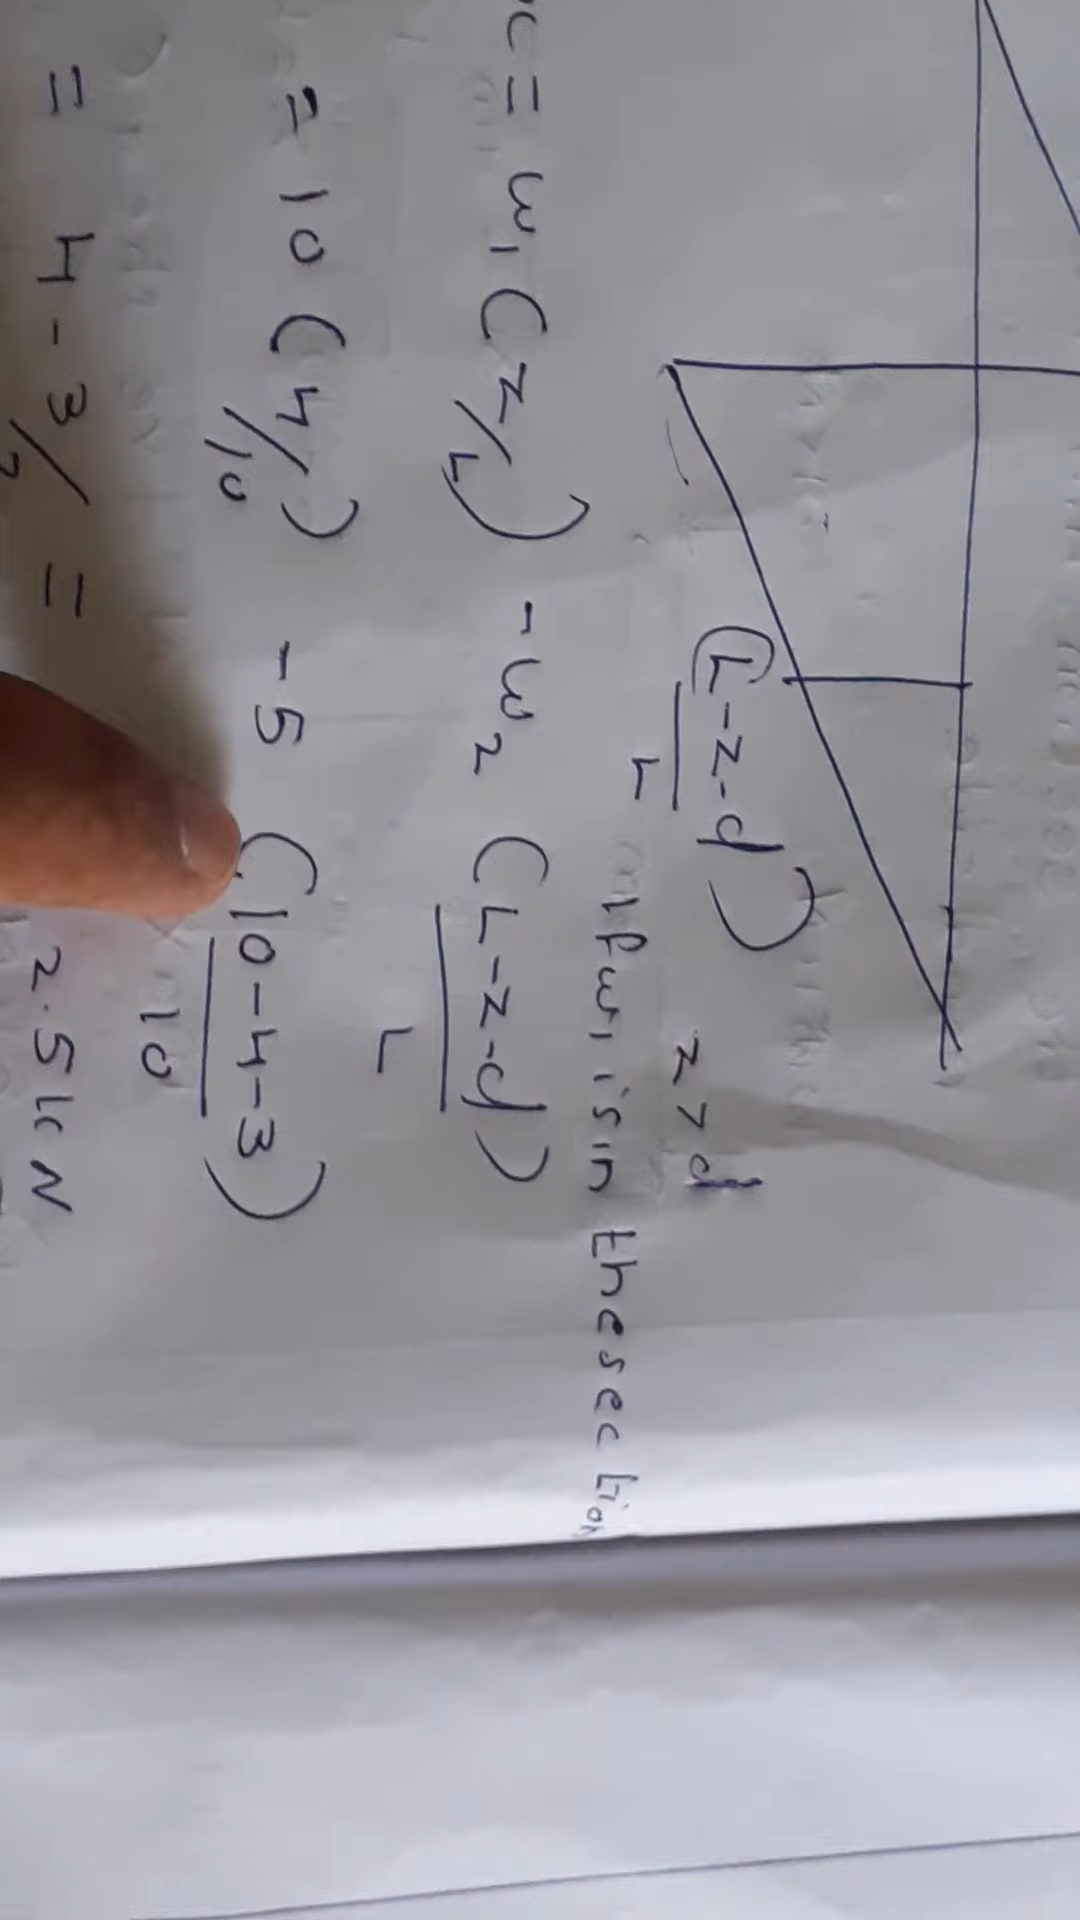 (L-z-d)
L
z>d
if w₁ is in the section
c = w₁ (z/L) - w₂ (L-z-d)
L
= 10 (4/10) - 5 (10-4-3)
10
= 4 - 3/2 = 2.5 kN